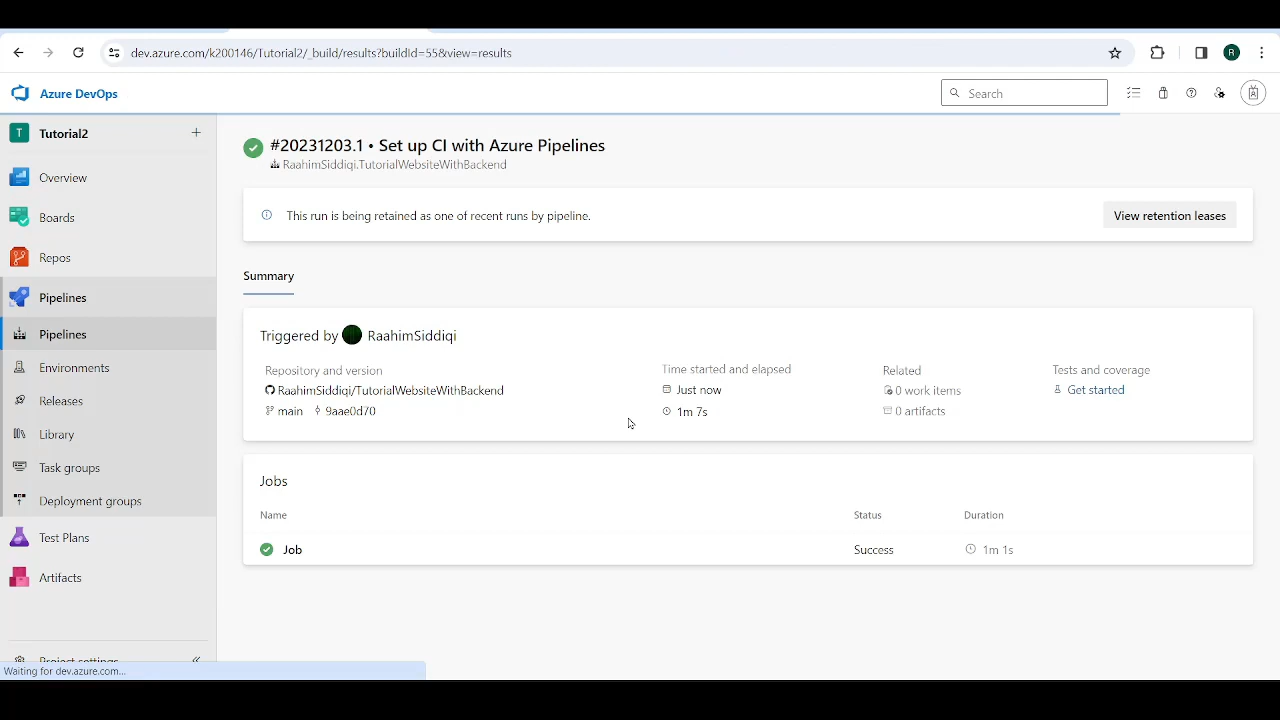 dev.azure.com/k200146/Tutorial2/_build/results?buildId=55&view=results
R
Azure DevOps
Search
T Tutorial2 +
Overview
Boards
Repos
Pipelines
Pipelines
Environments
Releases
Library
Task groups
Deployment groups
Test Plans
Artifacts
Project settings
Waiting for dev.azure.com...
#20231203.1 • Set up CI with Azure Pipelines
RaahimSiddiqi.TutorialWebsiteWithBackend
This run is being retained as one of recent runs by pipeline.
View retention leases
Summary
Triggered by RaahimSiddiqi
Repository and version
RaahimSiddiqi/TutorialWebsiteWithBackend
main 9aae0d70
Time started and elapsed
Just now
1m 7s
Related
0 work items
0 artifacts
Tests and coverage
Get started
Jobs
Name Status Duration
Job Success 1m 1s